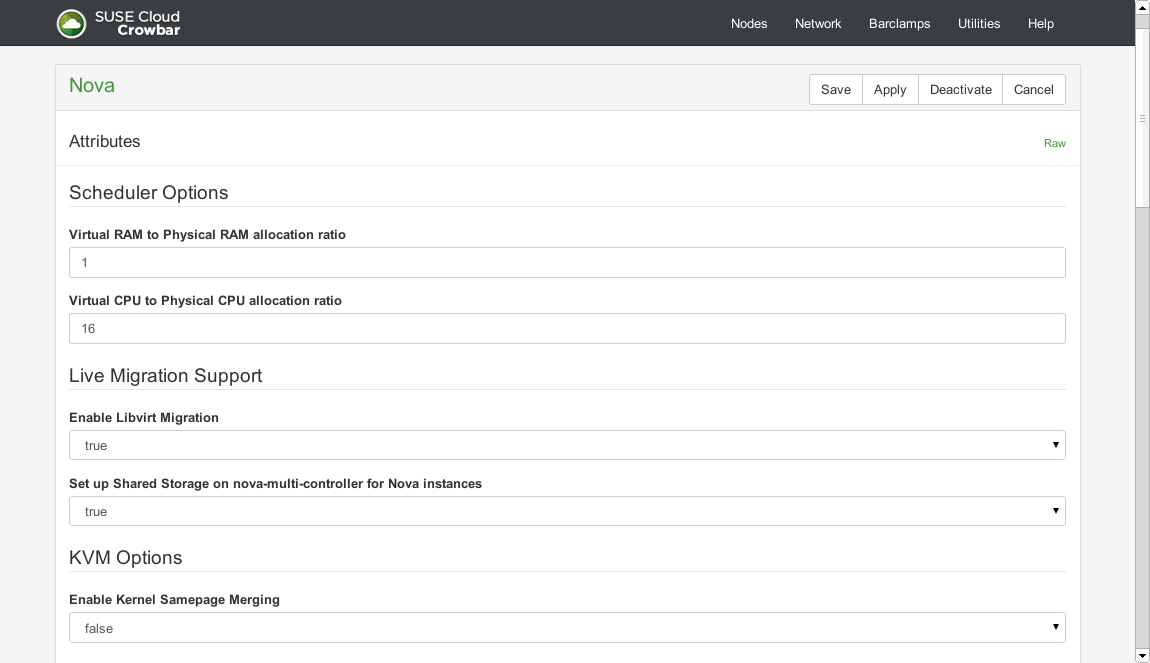 SUSE Cloud
Crowbar
Nodes Network Barclamps Utilities Help
Nova
Save Apply Deactivate Cancel
Attributes
Raw
Scheduler Options
Virtual RAM to Physical RAM allocation ratio
1
Virtual CPU to Physical CPU allocation ratio
16
Live Migration Support
Enable Libvirt Migration
true
Set up Shared Storage on nova-multi-controller for Nova instances
true
KVM Options
Enable Kernel Samepage Merging
false